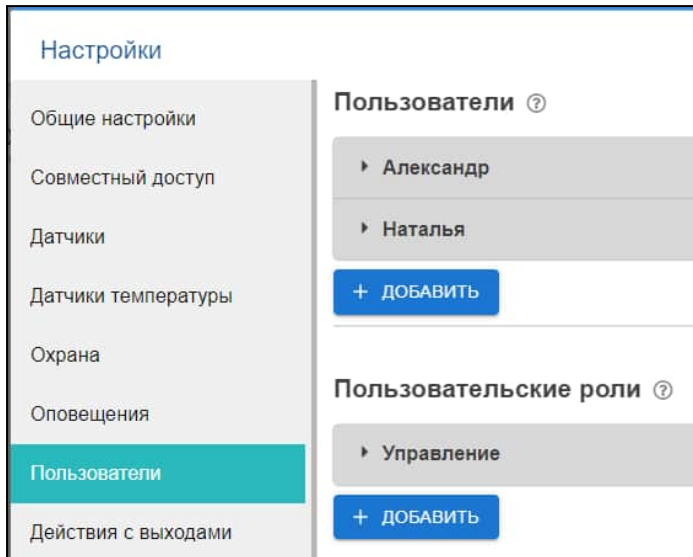 Настройки
Общие настройки
Совместный доступ
Датчики
Датчики температуры
Охрана
Оповещения
Пользователи
Действия с выходами
Пользователи ?
Александр
Наталья
+ ДОБАВИТЬ
Пользовательские роли ?
Управление
+ ДОБАВИТЬ